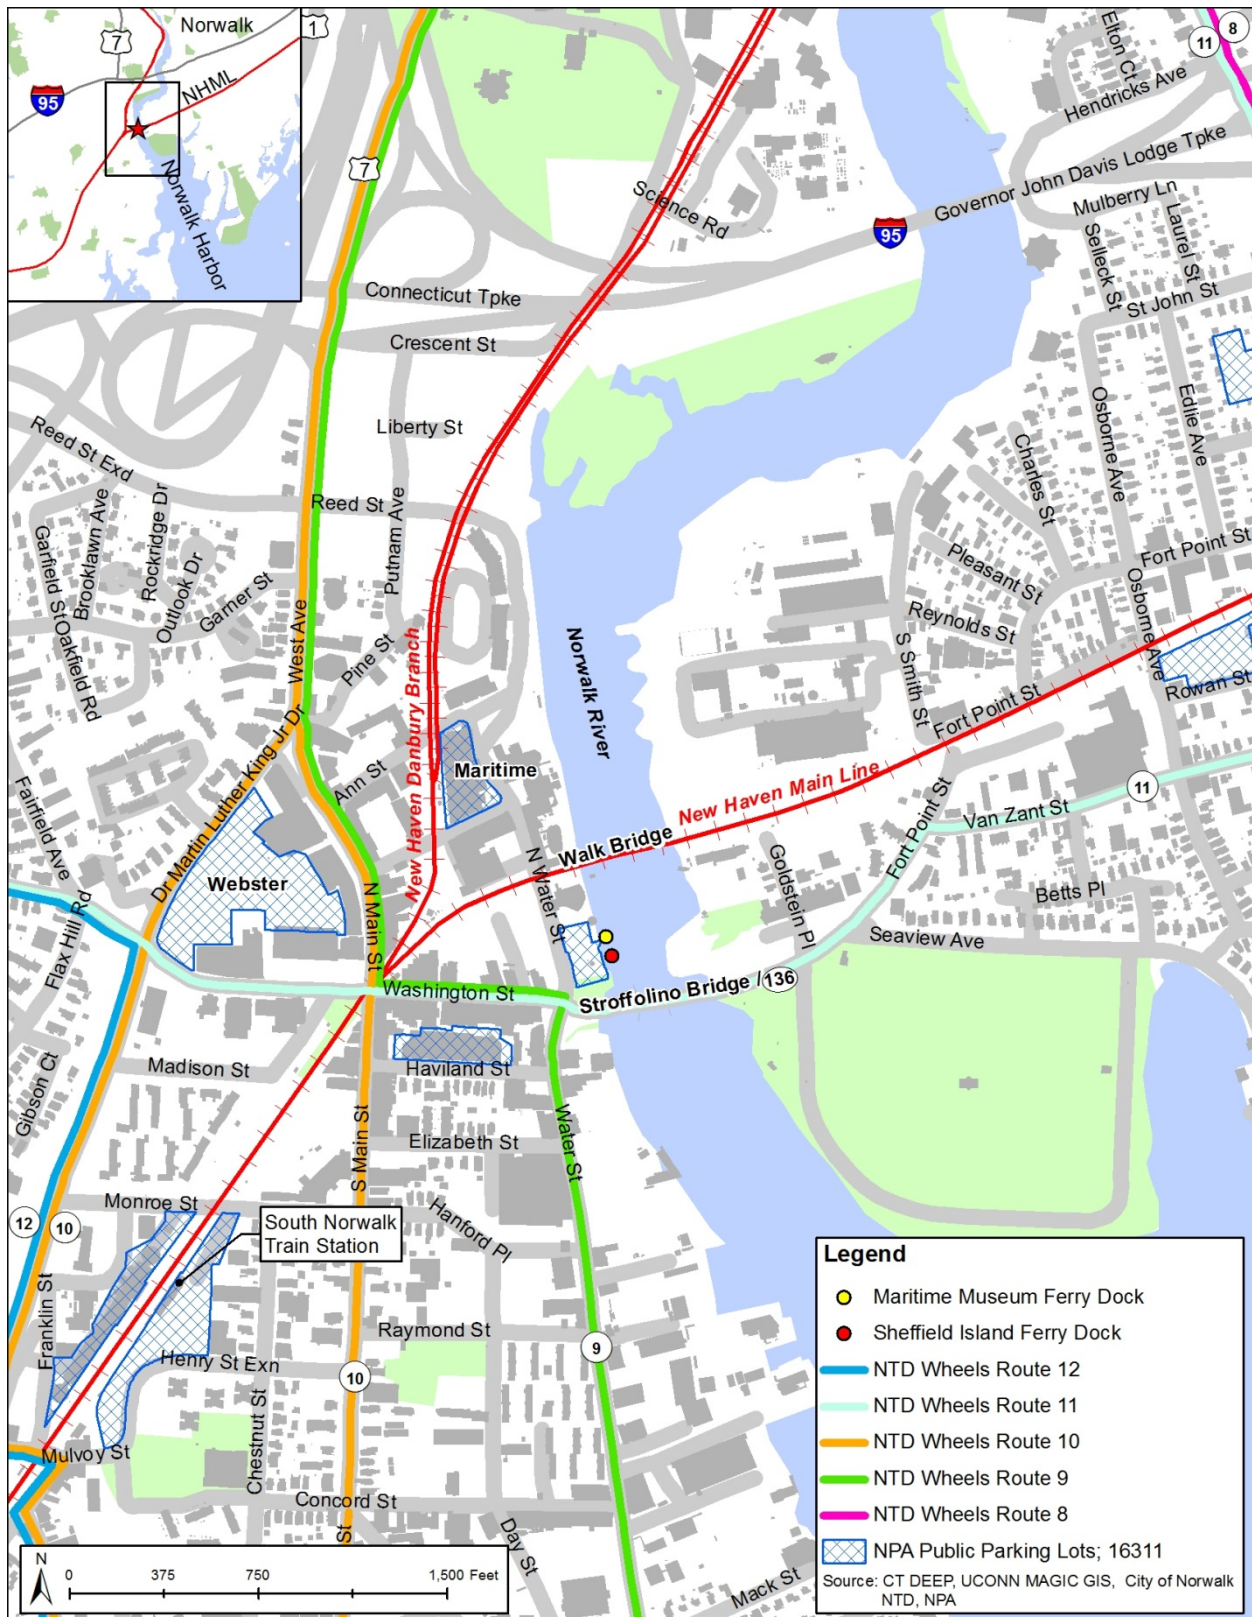 Norwalk
1
7
95
NHML
Norwalk Harbor
Elton Ct
11
8
Hendricks Ave
7
Governor John Davis Lodge Tpke
Science Rd
95
Mulberry Ln
Laurel St
Selleck St
St John St
Connecticut Tpke
Crescent St
Liberty St
Reed St Exd
Reed St
Putnam Ave
Osborne Ave
Edlie Ave
Charles St
Garfield St
Brooklawn Ave
Rockridge Dr
Outlook Dr
Garner St
Oakfield Rd
Fort Point St
Pleasant St
Reynolds St
Osborne Ave
West Ave
Pine St
New Haven Danbury Branch
Norwalk River
S Smith St
Fort Point St
Rowan St
Dr Martin Luther King Jr Dr
Ann St
Maritime
New Haven Main Line
11
Van Zant St
Fort Point St
Fairfield Ave
Walk Bridge
N Water St
Goldstein Pl
Betts Pl
Webster
N Main St
Flax Hill Rd
Seaview Ave
Washington St
Stroffolino Bridge /
136
Gibson Ct
Madison St
Haviland St
Water St
Elizabeth St
S Main St
Monroe St
Hanford Pl
12
10
South Norwalk
Train Station
Franklin St
Raymond St
9
Henry St Exn
10
Chestnut St
Mulvoy St
Concord St
St
Day St
Mack St
Legend
Maritime Museum Ferry Dock
Sheffield Island Ferry Dock
NTD Wheels Route 12
NTD Wheels Route 11
NTD Wheels Route 10
NTD Wheels Route 9
NTD Wheels Route 8
NPA Public Parking Lots; 16311
Source: CT DEEP, UCONN MAGIC GIS, City of Norwalk
NTD, NPA
N
0 375 750 1,500 Feet